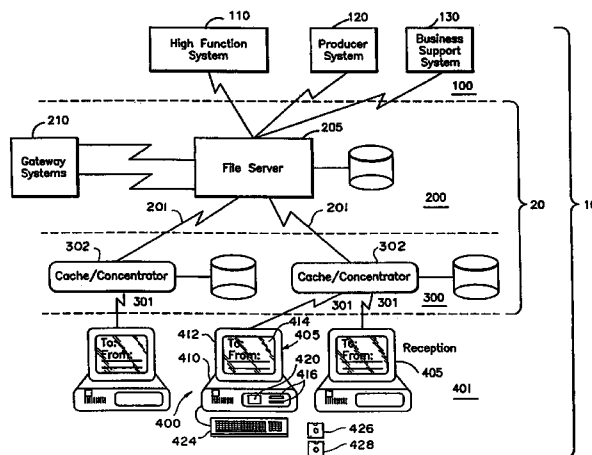 110
120
130
High Function
System
Producer
System
Business
Support
System
100
210
205
Gateway
Systems
File Server
201
201
200
20
10
302
302
Cache/Concentrator
Cache/Concentrator
301
301
301
300
412
414
405
To:
From:
To:
From:
To:
From:
Reception
410
420
416
405
401
400
424
426
428